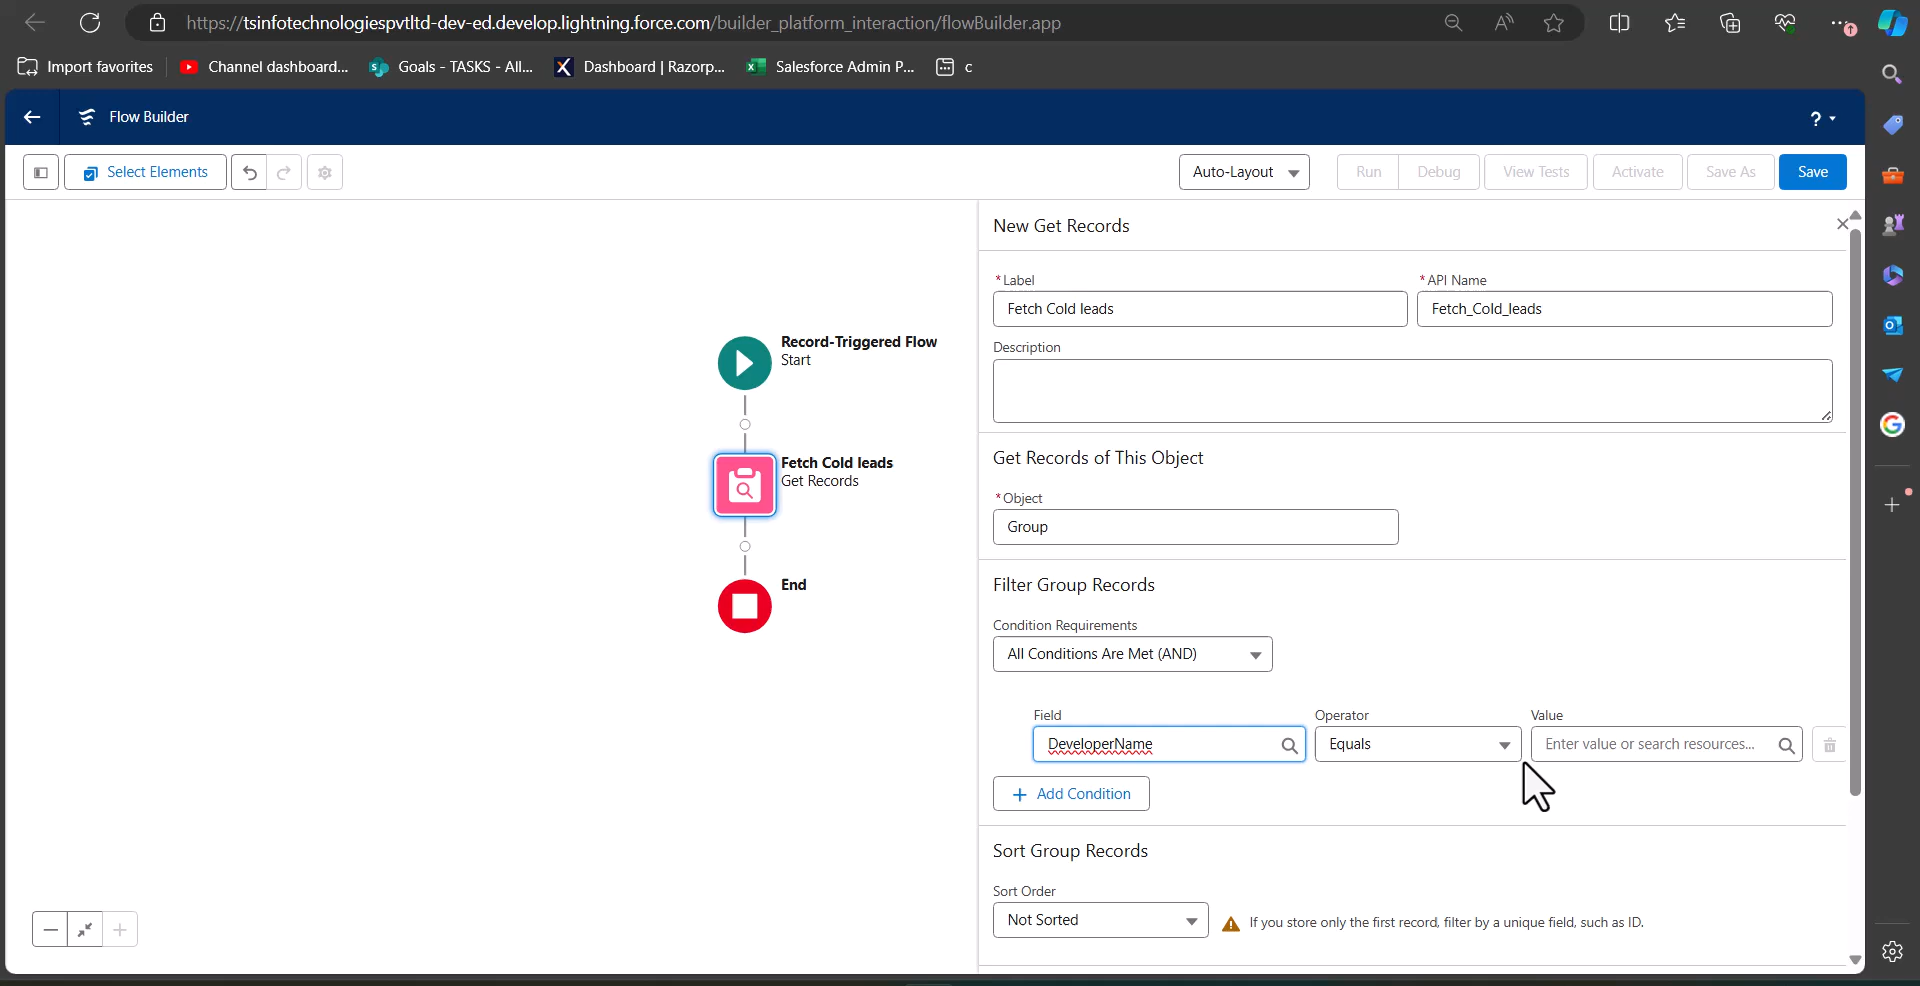 https://tsinfotechnologiespvtltd-dev-ed.develop.lightning.force.com/builder_platform_interaction/flowBuilder.app
Import favorites
Channel dashboard...
Goals - TASKS - All...
Dashboard | Razorp...
Salesforce Admin P...
c
Flow Builder
?
Select Elements
Auto-Layout
Run
Debug
View Tests
Activate
Save As
Save
New Get Records
* Label
* API Name
Fetch Cold leads
Fetch_Cold_leads
Description
Record-Triggered Flow
Start
Fetch Cold leads
Get Records
End
Get Records of This Object
* Object
Group
Filter Group Records
Condition Requirements
All Conditions Are Met (AND)
Field
Operator
Value
DeveloperName
Equals
Enter value or search resources...
+ Add Condition
Sort Group Records
Sort Order
Not Sorted
If you store only the first record, filter by a unique field, such as ID.